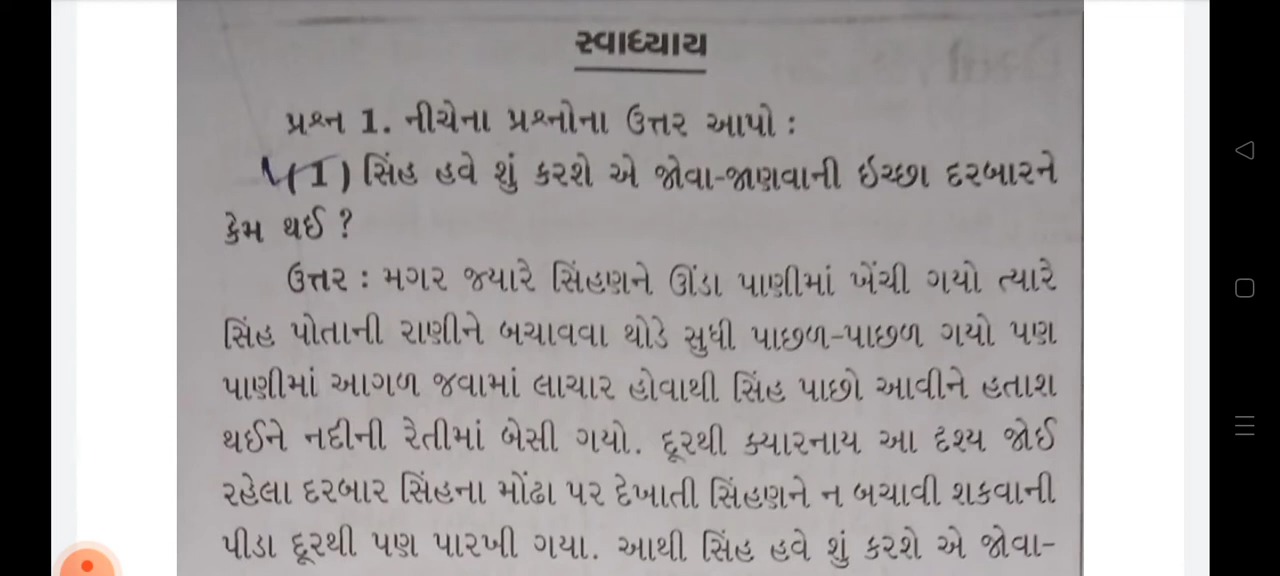 સ્વાધ્યાય
પ્રશ્ન 1. નીચેના પ્રશ્નોના ઉત્તર આપો :
(1) સિંહ હવે શું કરશે એ જોવા-જાણવાની ઇચ્છા દરબારને
કેમ થઈ ?
ઉત્તર : મગર જ્યારે સિંહણને ઊંડા પાણીમાં ખેંચી ગયો ત્યારે
સિંહ પોતાની રાણીને બચાવવા થોડે સુધી પાછળ-પાછળ ગયો પણ
પાણીમાં આગળ જવામાં લાચાર હોવાથી સિંહ પાછો આવીને હતાશ
થઈને નદીની રેતીમાં બેસી ગયો. દૂરથી ક્યારનાય આ દૃશ્ય જોઈ
રહેલા દરબાર સિંહના મોંઢા પર દેખાતી સિંહણને ન બચાવી શકવાની
પીડા દૂરથી પણ પારખી ગયા. આથી સિંહ હવે શું કરશે એ જોવા-